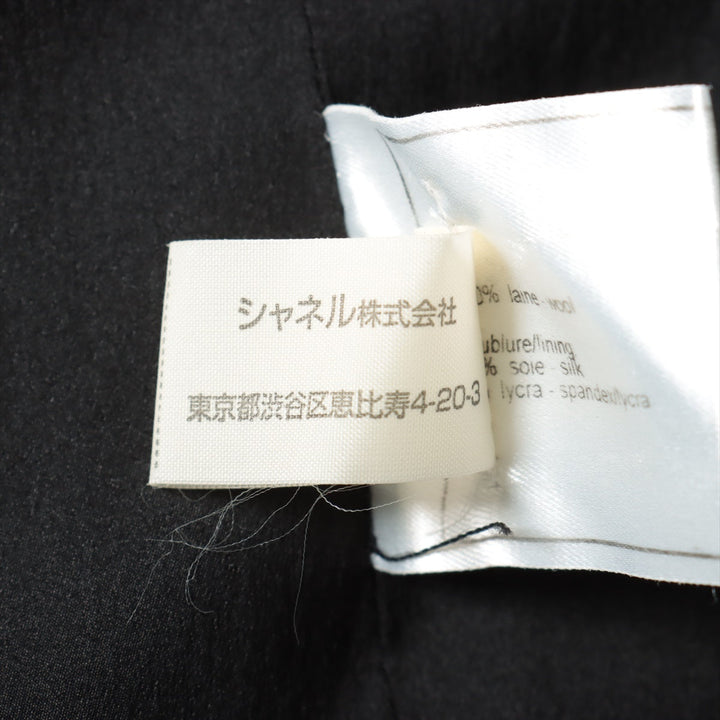 シャネル株式会社
東京都渋谷区恵比寿4-20-3
0% laine - wool
ublure/lining
% soie - silk
lycra - spandex/lycra